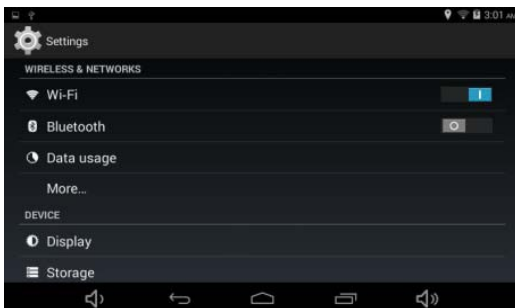 3:01 AM
Settings
WIRELESS & NETWORKS
Wi-Fi
Bluetooth
Data usage
More...
DEVICE
Display
Storage